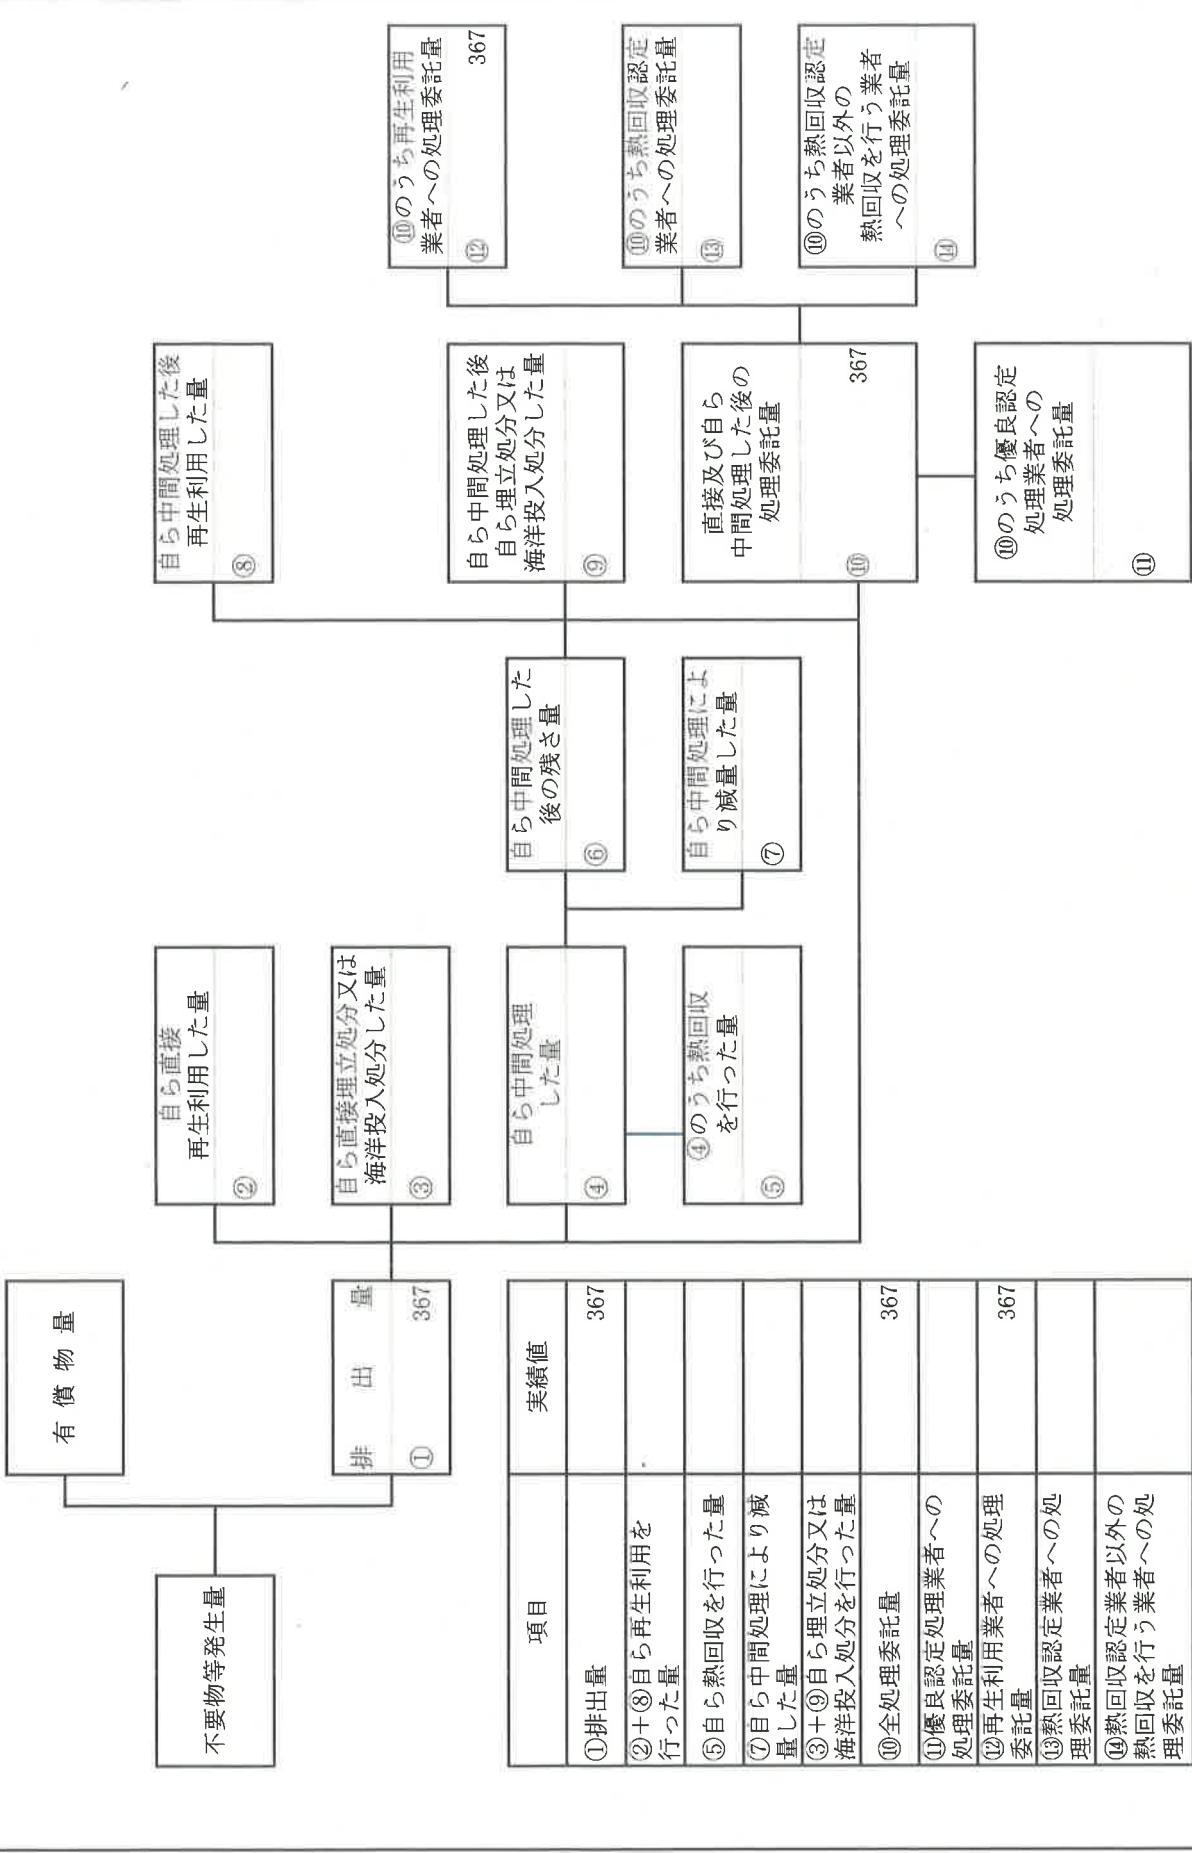 不要物等発生量
有償物量
排出量
① 367
自ら直接
再生利用した量
②
自ら直接埋立処分又は
海洋投入処分した量
③
自ら中間処理
した量
④
④のうち熱回収
を行った量
⑤
自ら中間処理した
後の残さ量
⑥
自ら中間処理によ
り減量した量
⑦
自ら中間処理した後
再生利用した量
⑧
自ら中間処理した後
自ら埋立処分又は
海洋投入処分した量
⑨
直接及び自ら
中間処理した後の
処理委託量
⑩ 367
⑩のうち優良認定
処理業者への
処理委託量
⑪
⑩のうち再生利用
業者への処理委託量
⑫ 367
⑩のうち熱回収認定
業者への処理委託量
⑬
⑩のうち熱回収認定
業者以外の
熱回収を行う業者
への処理委託量
⑭
項目 実績値
①排出量 367
②+⑧自ら再生利用を
行った量
⑤自ら熱回収を行った量
⑦自ら中間処理により減
量した量
③+⑨自ら埋立処分又は
海洋投入処分を行った量
⑩全処理委託量 367
⑪優良認定処理業者への
処理委託量
⑫再生利用業者への処理
委託量 367
⑬熱回収認定業者への処
理委託量
⑭熱回収認定業者以外の
熱回収を行う業者への処
理委託量